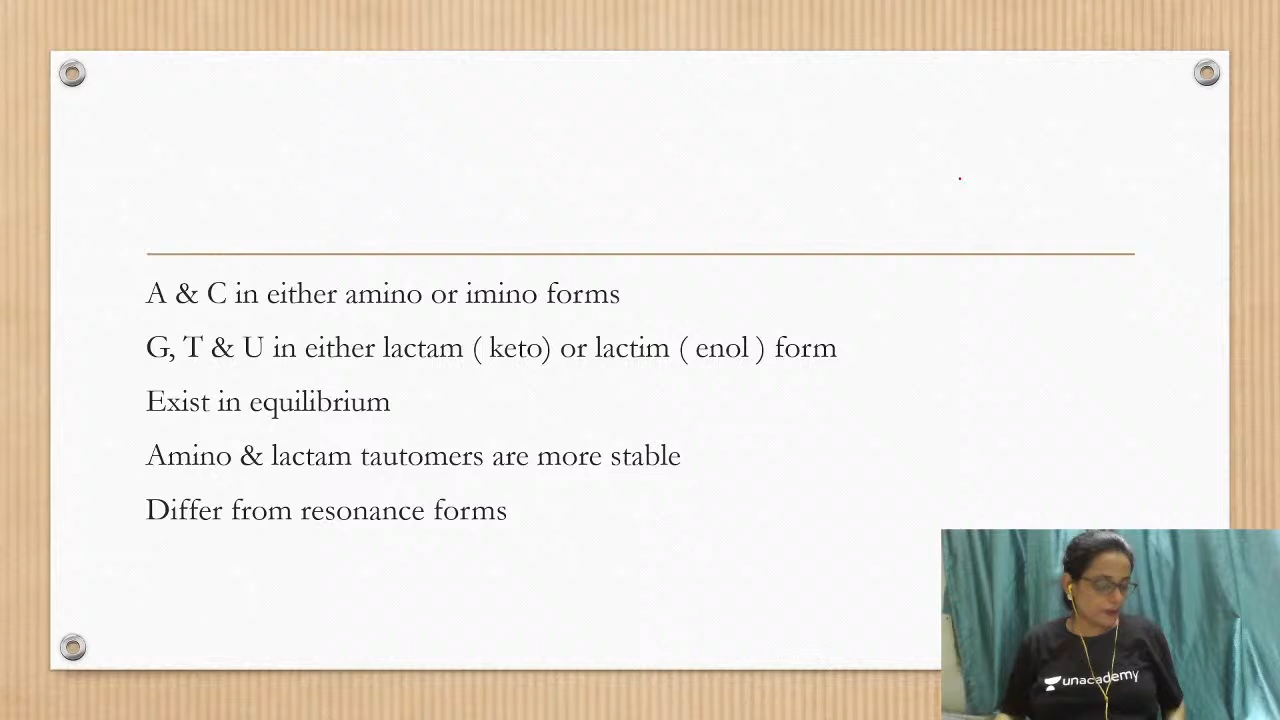 A & C in either amino or imino forms
G, T & U in either lactam ( keto) or lactim ( enol ) form
Exist in equilibrium
Amino & lactam tautomers are more stable
Differ from resonance forms
unacademy